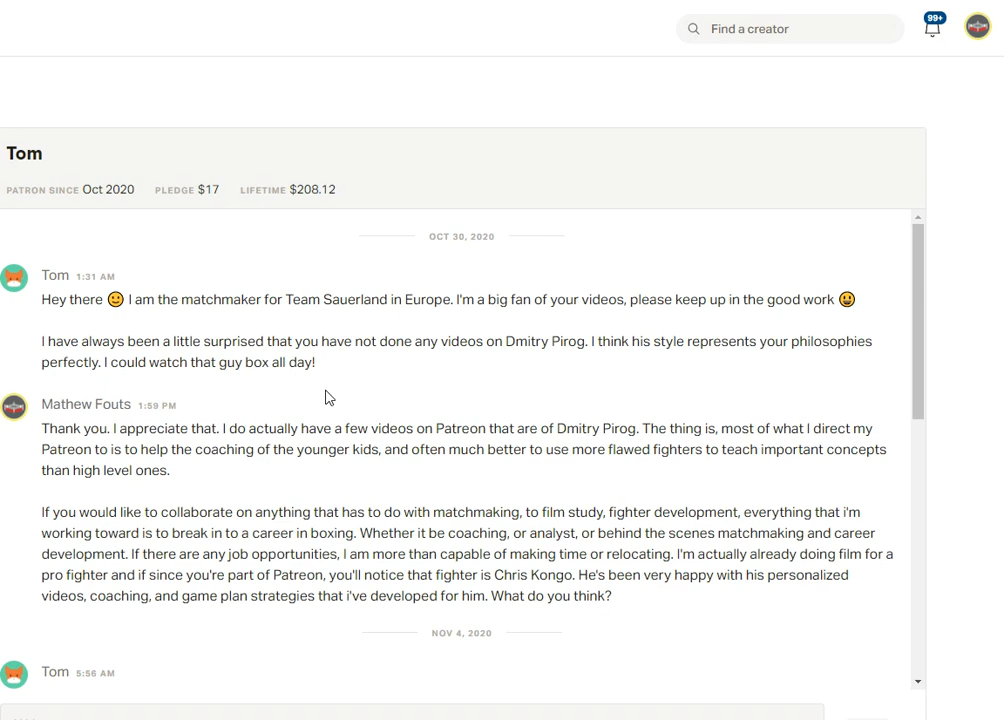 Find a creator
99+
Tom
PATRON SINCE Oct 2020 PLEDGE $17 LIFETIME $208.12
OCT 30, 2020
Tom 1:31 AM
Hey there 🙂 I am the matchmaker for Team Sauerland in Europe. I'm a big fan of your videos, please keep up in the good work 😀
I have always been a little surprised that you have not done any videos on Dmitry Pirog. I think his style represents your philosophies
perfectly. I could watch that guy box all day!
Mathew Fouts 1:59 PM
Thank you. I appreciate that. I do actually have a few videos on Patreon that are of Dmitry Pirog. The thing is, most of what I direct my
Patreon to is to help the coaching of the younger kids, and often much better to use more flawed fighters to teach important concepts
than high level ones.
If you would like to collaborate on anything that has to do with matchmaking, to film study, fighter development, everything that i'm
working toward is to break in to a career in boxing. Whether it be coaching, or analyst, or behind the scenes matchmaking and career
development. If there are any job opportunities, I am more than capable of making time or relocating. I'm actually already doing film for a
pro fighter and if since you're part of Patreon, you'll notice that fighter is Chris Kongo. He's been very happy with his personalized
videos, coaching, and game plan strategies that i've developed for him. What do you think?
NOV 4, 2020
Tom 5:56 AM